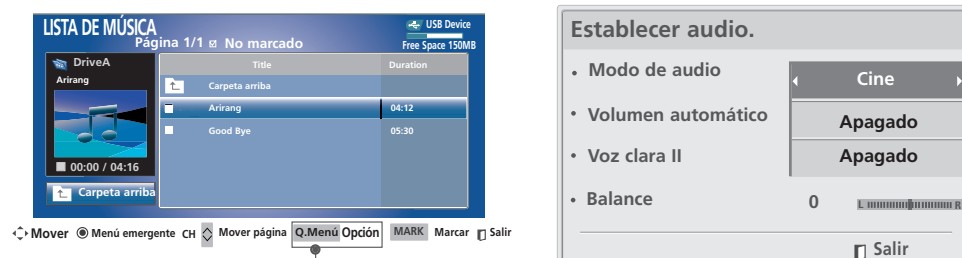 LISTA DE MÚSICA
Página 1/1 No marcado
USB Device
Free Space 150MB
DriveA
Arirang
00:00 / 04:16
Carpeta arriba
Title Duration
Carpeta arriba
Arirang 04:12
Good Bye 05:30
Mover Menú emergente CH Mover página Q.Menú Opción MARK Marcar Salir
Establecer audio.
• Modo de audio Cine
• Volumen automático Apagado
• Voz clara II Apagado
• Balance 0 L R
Salir